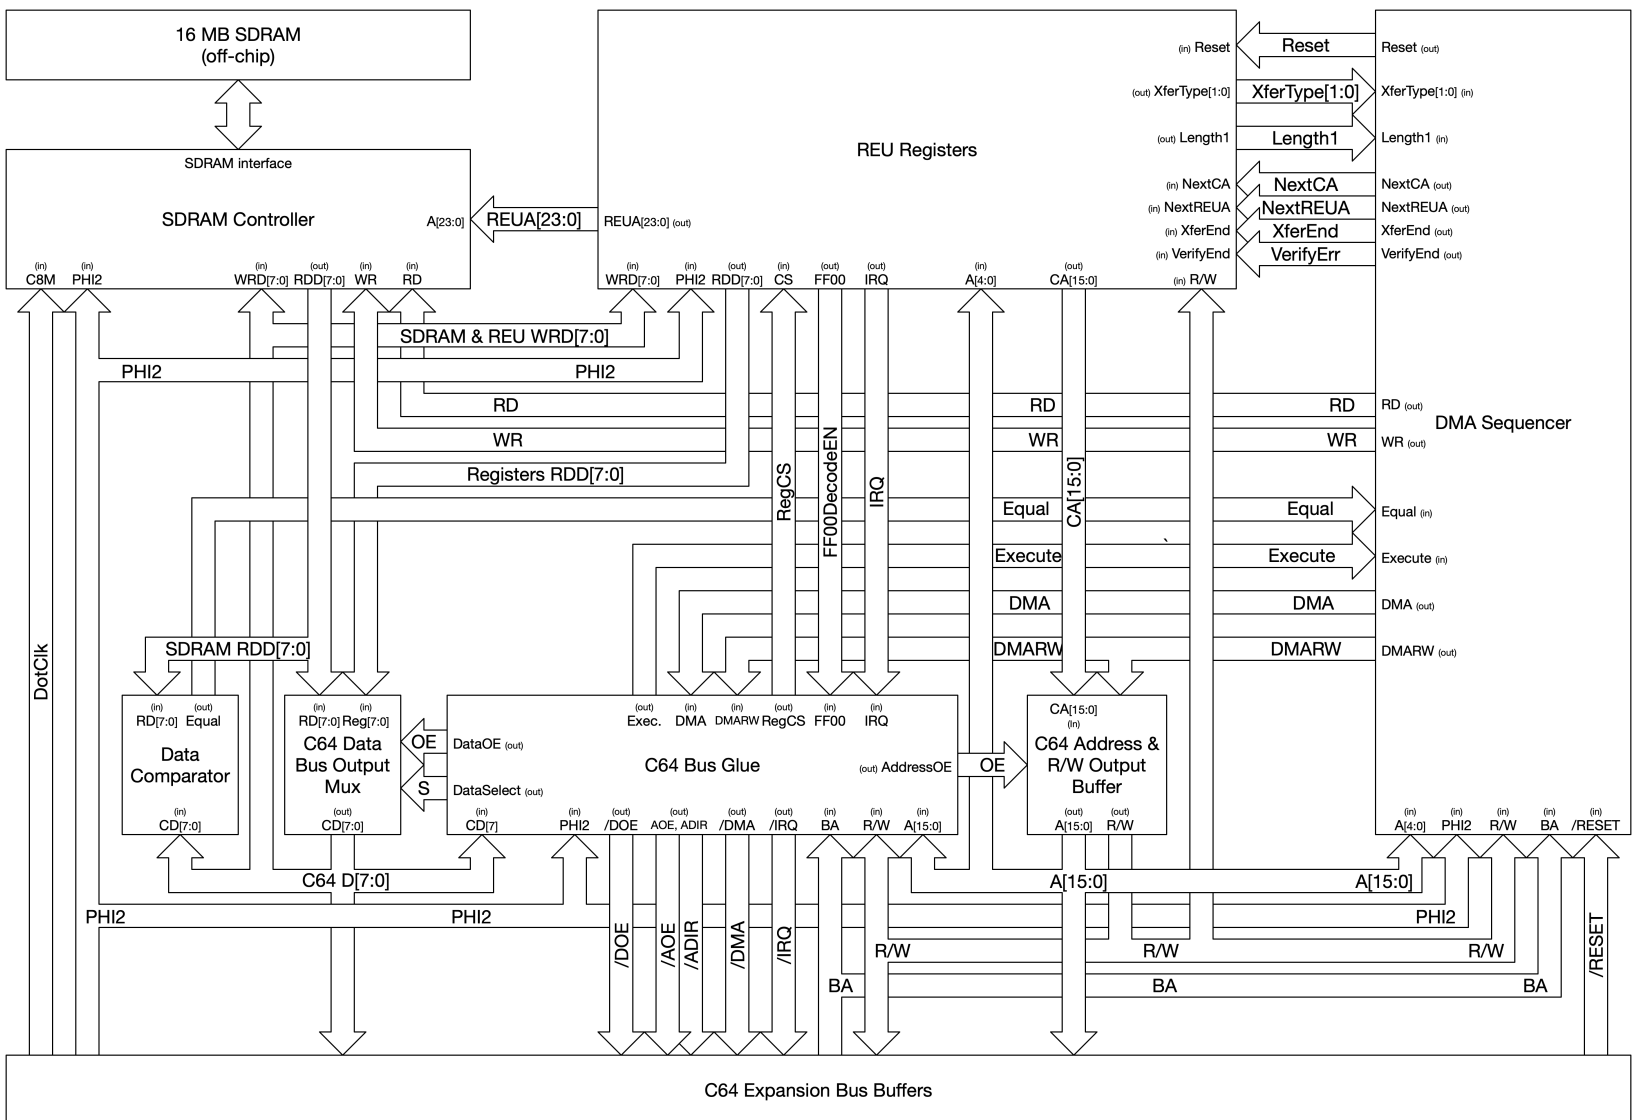 16 MB SDRAM
(off-chip)
SDRAM interface
SDRAM Controller
A[23:0]
(in) C8M
(in) PHI2
(in) WRD[7:0]
(out) RDD[7:0]
(in) WR
(in) RD
REUA[23:0]
REU Registers
REUA[23:0] (out)
(in) Reset
(out) XferType[1:0]
(out) Length1
(in) NextCA
(in) NextREUA
(in) XferEnd
(in) VerifyEnd
(in) WRD[7:0]
(in) PHI2
(out) RDD[7:0]
(in) CS
(out) FF00
(out) IRQ
(in) A[4:0]
(out) CA[15:0]
(in) R/W
Reset
XferType[1:0]
Length1
NextCA
NextREUA
XferEnd
VerifyErr
Reset (out)
XferType[1:0] (in)
Length1 (in)
NextCA (out)
NextREUA (out)
XferEnd (out)
VerifyEnd (out)
RD (out)
DMA Sequencer
WR (out)
Equal (in)
Execute (in)
DMA (out)
DMARW (out)
(in) A[4:0]
(in) PHI2
(in) R/W
(in) BA
(in) /RESET
SDRAM & REU WRD[7:0]
PHI2
PHI2
RD
RD
RD
WR
WR
WR
Registers RDD[7:0]
RegCS
FF00DecodeEN
IRQ
CA[15:0]
Equal
Equal
`
Execute
Execute
DMA
DMA
DMARW
DMARW
SDRAM RDD[7:0]
DotClk
(in) RD[7:0]
(out) Equal
Data
Comparator
(in) CD[7:0]
(in) RD[7:0]
(in) Reg[7:0]
C64 Data
Bus Output
Mux
(out) CD[7:0]
OE
S
(out) Exec.
(in) DMA
(in) DMARW
(out) RegCS
(in) FF00
(in) IRQ
DataOE (out)
C64 Bus Glue
(out) AddressOE
DataSelect (out)
(in) CD[7]
(in) PHI2
(out) /DOE
(out) AOE, ADIR
(out) /DMA
(out) /IRQ
(in) BA
(in) R/W
(in) A[15:0]
OE
CA[15:0]
(In)
C64 Address &
R/W Output
Buffer
(out) A[15:0]
(out) R/W
C64 D[7:0]
A[15:0]
A[15:0]
PHI2
PHI2
PHI2
/DOE
/AOE
/ADIR
/DMA
/IRQ
R/W
R/W
R/W
BA
BA
BA
/RESET
C64 Expansion Bus Buffers